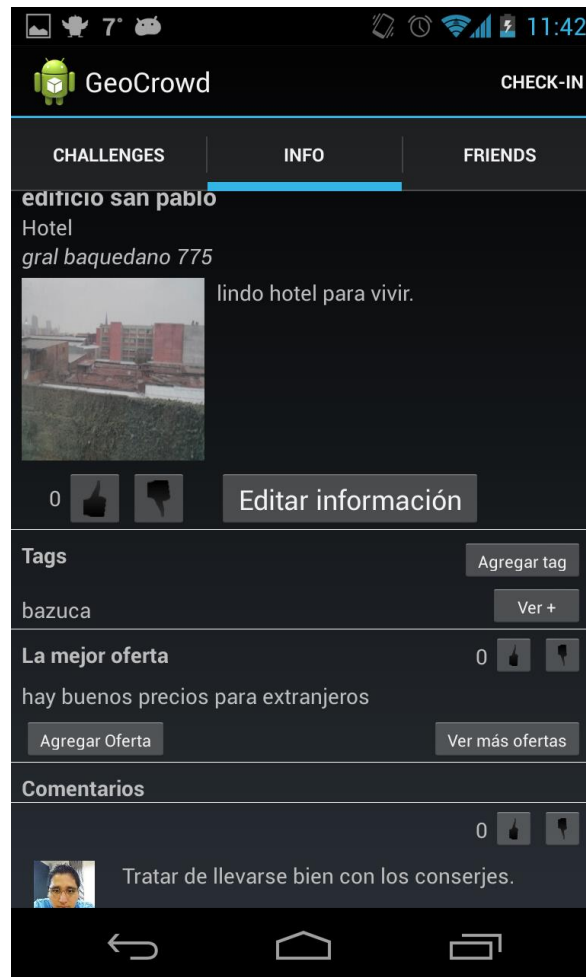 7° 11:42
GeoCrowd CHECK-IN
CHALLENGES INFO FRIENDS
edificio san pablo
Hotel
gral baquedano 775
lindo hotel para vivir.
0 Editar información
Tags Agregar tag
bazuca Ver +
La mejor oferta 0
hay buenos precios para extranjeros
Agregar Oferta Ver más ofertas
Comentarios
0
Tratar de llevarse bien con los conserjes.